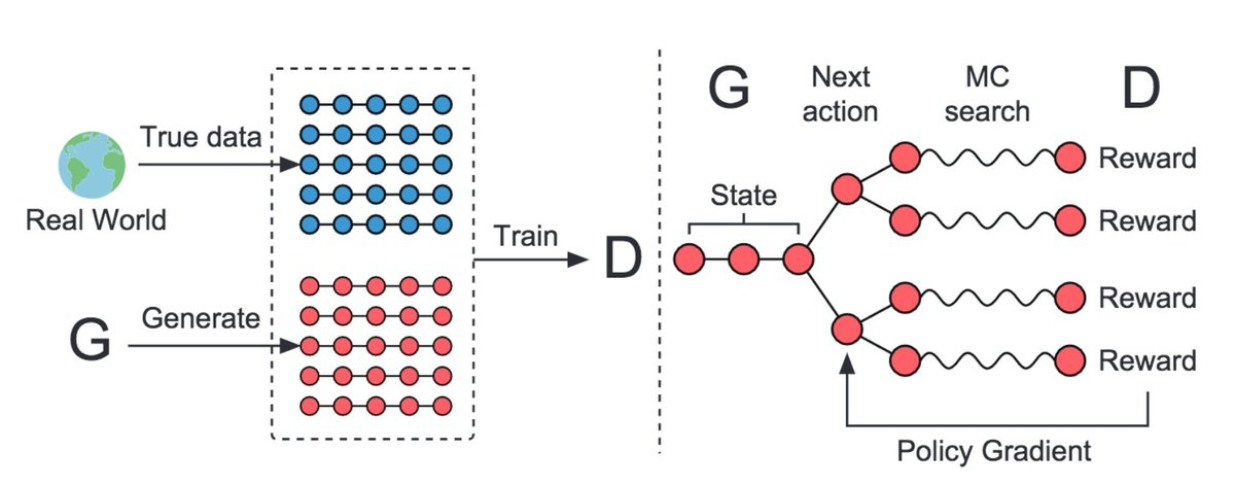 True data
Real World
G
Generate
Train
D
G
Next
action
MC
search
D
State
Reward
Reward
Reward
Reward
Policy Gradient